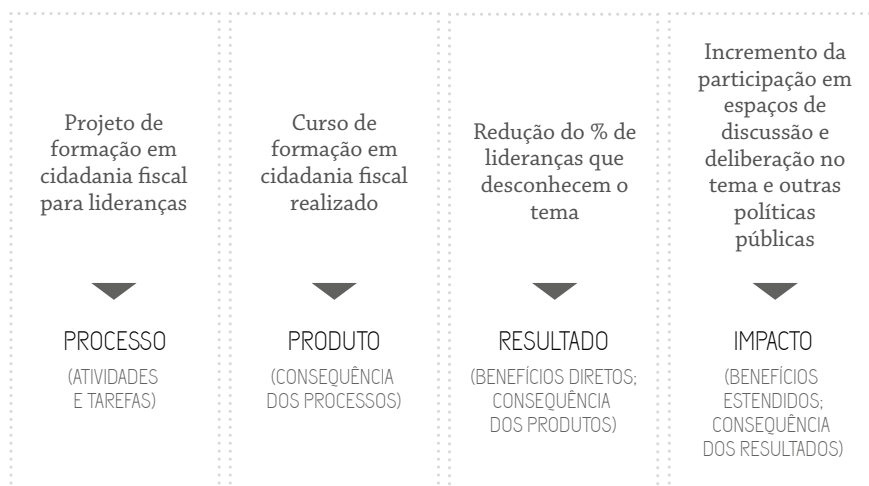 Projeto de
formação em
cidadania fiscal
para lideranças
PROCESSO
(ATIVIDADES
E TAREFAS)
Curso de
formação em
cidadania fiscal
realizado
PRODUTO
(CONSEQUÊNCIA
DOS PROCESSOS)
Redução do % de
lideranças que
desconhecem o
tema
RESULTADO
(BENEFÍCIOS DIRETOS;
CONSEQUÊNCIA
DOS PRODUTOS)
Incremento da
participação em
espaços de
discussão e
deliberação no
tema e outras
políticas
públicas
IMPACTO
(BENEFÍCIOS
ESTENDIDOS;
CONSEQUÊNCIA
DOS RESULTADOS)